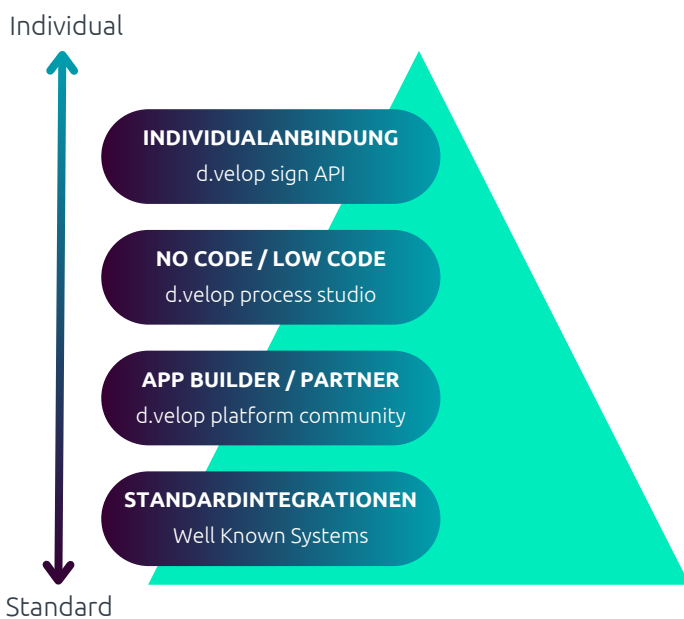 Individual
INDIVIDUALANBINDUNG
d.velop sign API
NO CODE / LOW CODE
d.velop process studio
APP BUILDER / PARTNER
d.velop platform community
STANDARDINTEGRATIONEN
Well Known Systems
Standard